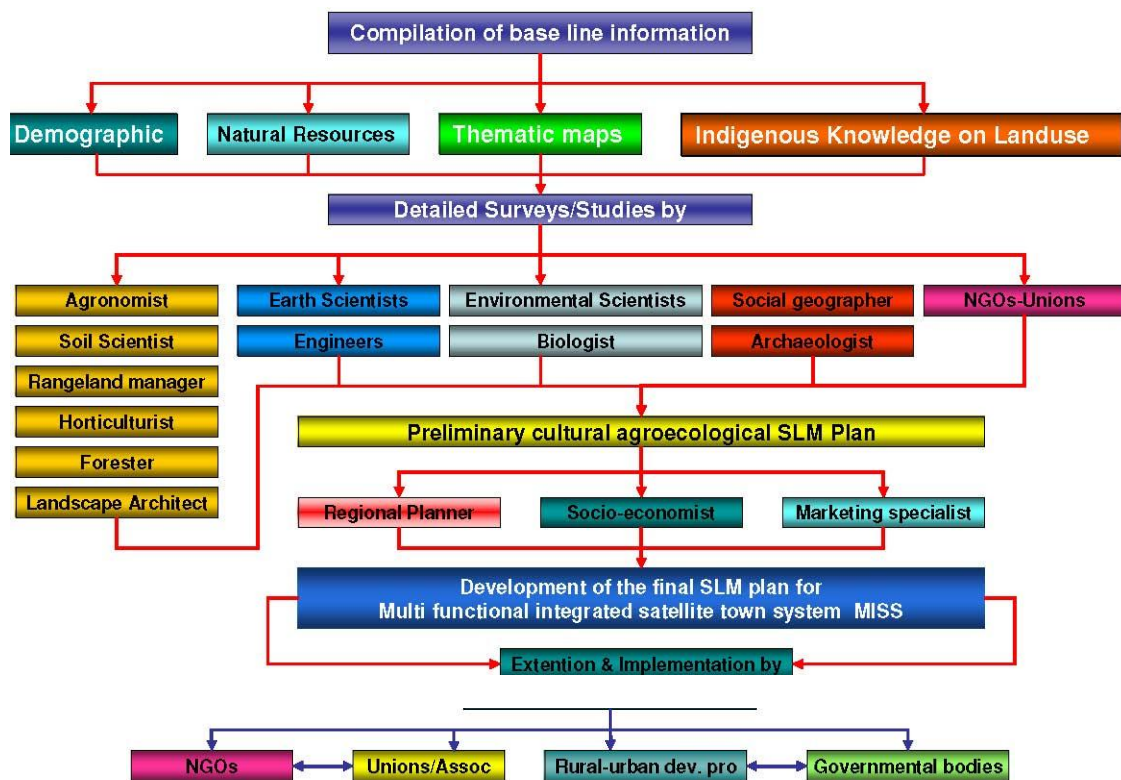 Compilation of base line information
Demographic
Natural Resources
Thematic maps
Indigenous Knowledge on Landuse
Detailed Surveys/Studies by
Agronomist
Earth Scientists
Environmental Scientists
Social geographer
NGOs-Unions
Soil Scientist
Engineers
Biologist
Archaeologist
Rangeland manager
Horticulturist
Preliminary cultural agroecological SLM Plan
Forester
Landscape Architect
Regional Planner
Socio-economist
Marketing specialist
Development of the final SLM plan for
Multi functional integrated satellite town system MISS
Extention & Implementation by
NGOs
Unions/Assoc
Rural-urban dev. pro
Governmental bodies